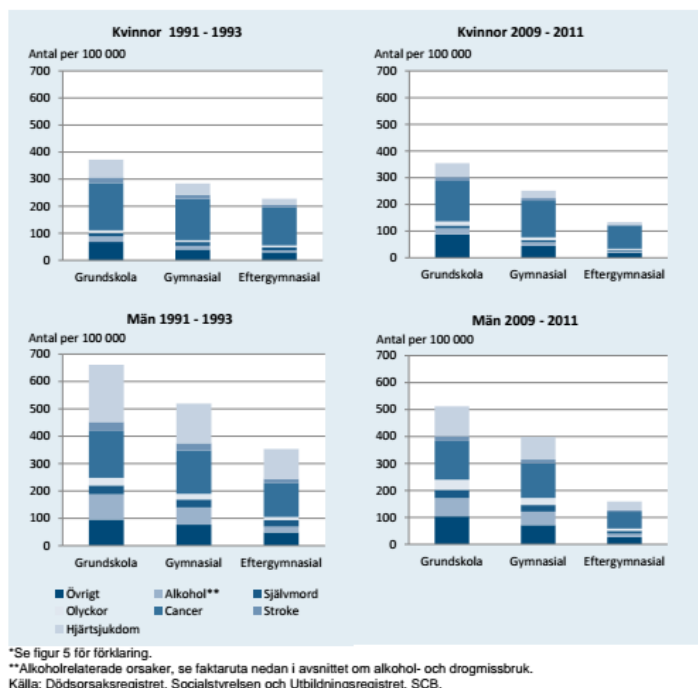 Kvinnor 1991 - 1993
Antal per 100 000
700
600
500
400
300
200
100
0
Grundskola Gymnasial Eftergymnasial
Kvinnor 2009 - 2011
Antal per 100 000
700
600
500
400
300
200
100
0
Grundskola Gymnasial Eftergymnasial
Män 1991 - 1993
Antal per 100 000
700
600
500
400
300
200
100
0
Grundskola Gymnasial Eftergymnasial
Övrigt Alkohol** Självmord
Olyckor Cancer Stroke
Hjärtsjukdom
Män 2009 - 2011
Antal per 100 000
700
600
500
400
300
200
100
0
Grundskola Gymnasial Eftergymnasial
*Se figur 5 för förklaring.
**Alkoholrelaterade orsaker, se faktaruta nedan i avsnittet om alkohol- och drogmissbruk.
Källa: Dödsorsaksregistret, Socialstyrelsen och Utbildningsregistret, SCB.